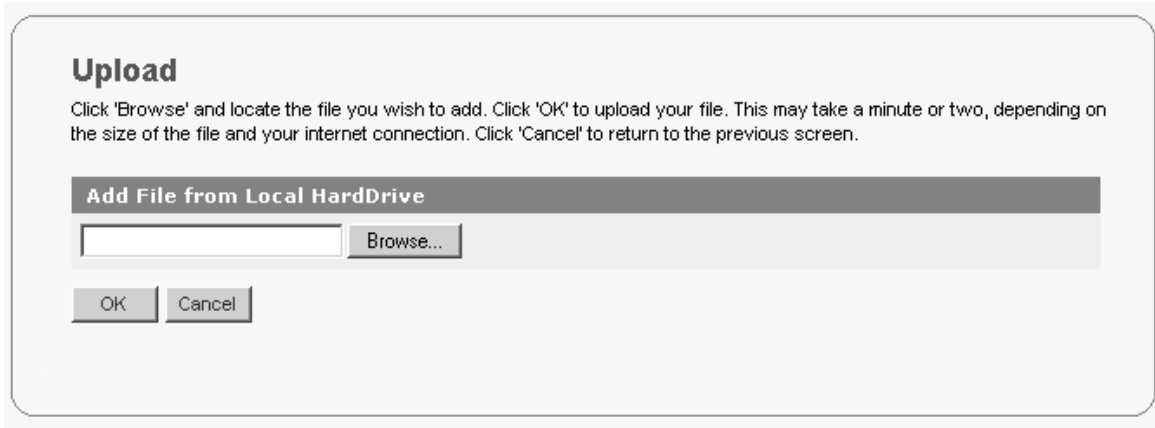 Upload
Click 'Browse' and locate the file you wish to add. Click 'OK' to upload your file. This may take a minute or two, depending on
the size of the file and your internet connection. Click 'Cancel' to return to the previous screen.
Add File from Local HardDrive
Browse...
OK Cancel